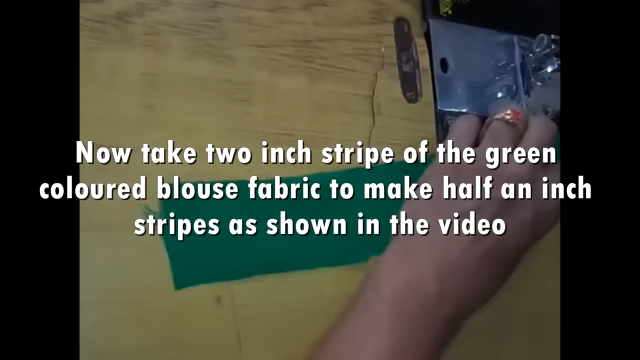 Now take two inch stripe of the green
coloured blouse fabric to make half an inch
stripes as shown in the video